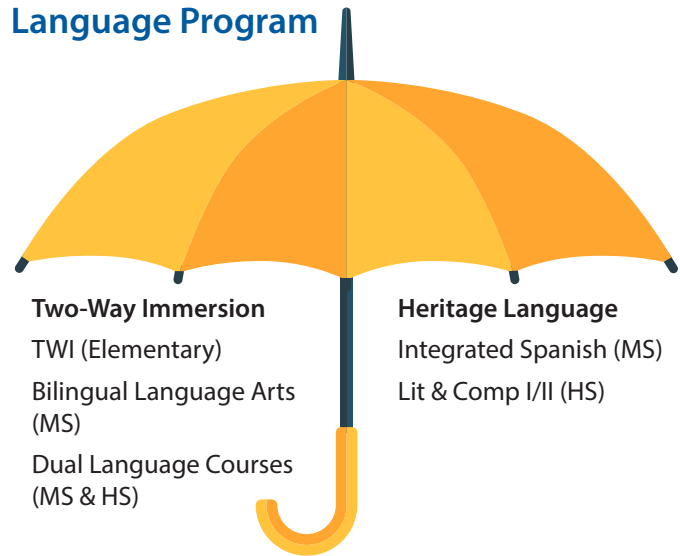 Language Program
Two-Way Immersion
TWI (Elementary)
Bilingual Language Arts
(MS)
Dual Language Courses
(MS & HS)
Heritage Language
Integrated Spanish (MS)
Lit & Comp I/II (HS)